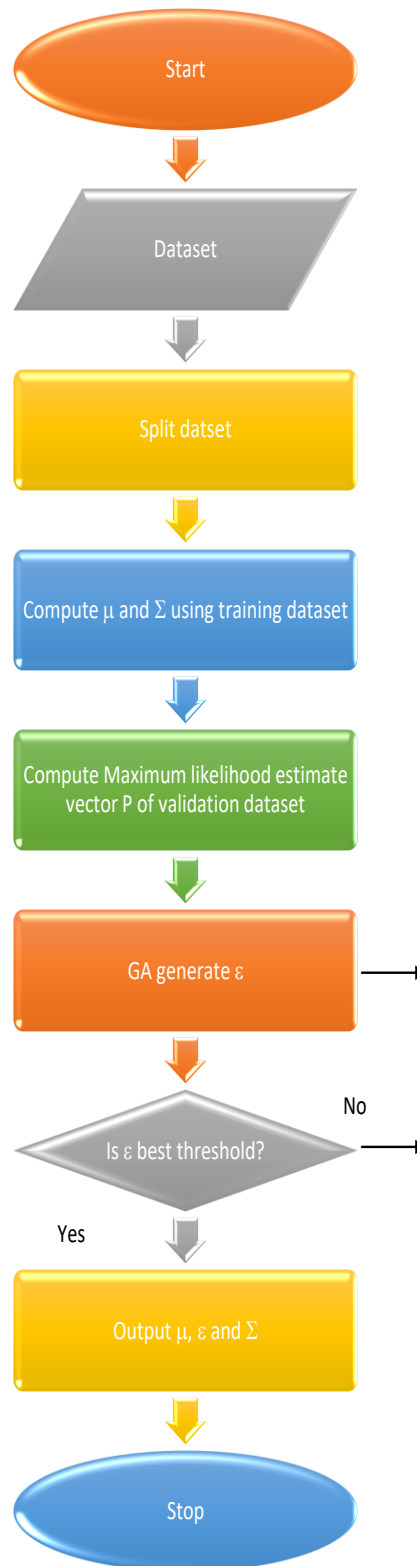 Start
Dataset
Split datset
Compute μ and Σ using training dataset
Compute Maximum likelihood estimate
vector P of validation dataset
GA generate ε
No
Is ε best threshold?
Yes
Output μ, ε and Σ
Stop